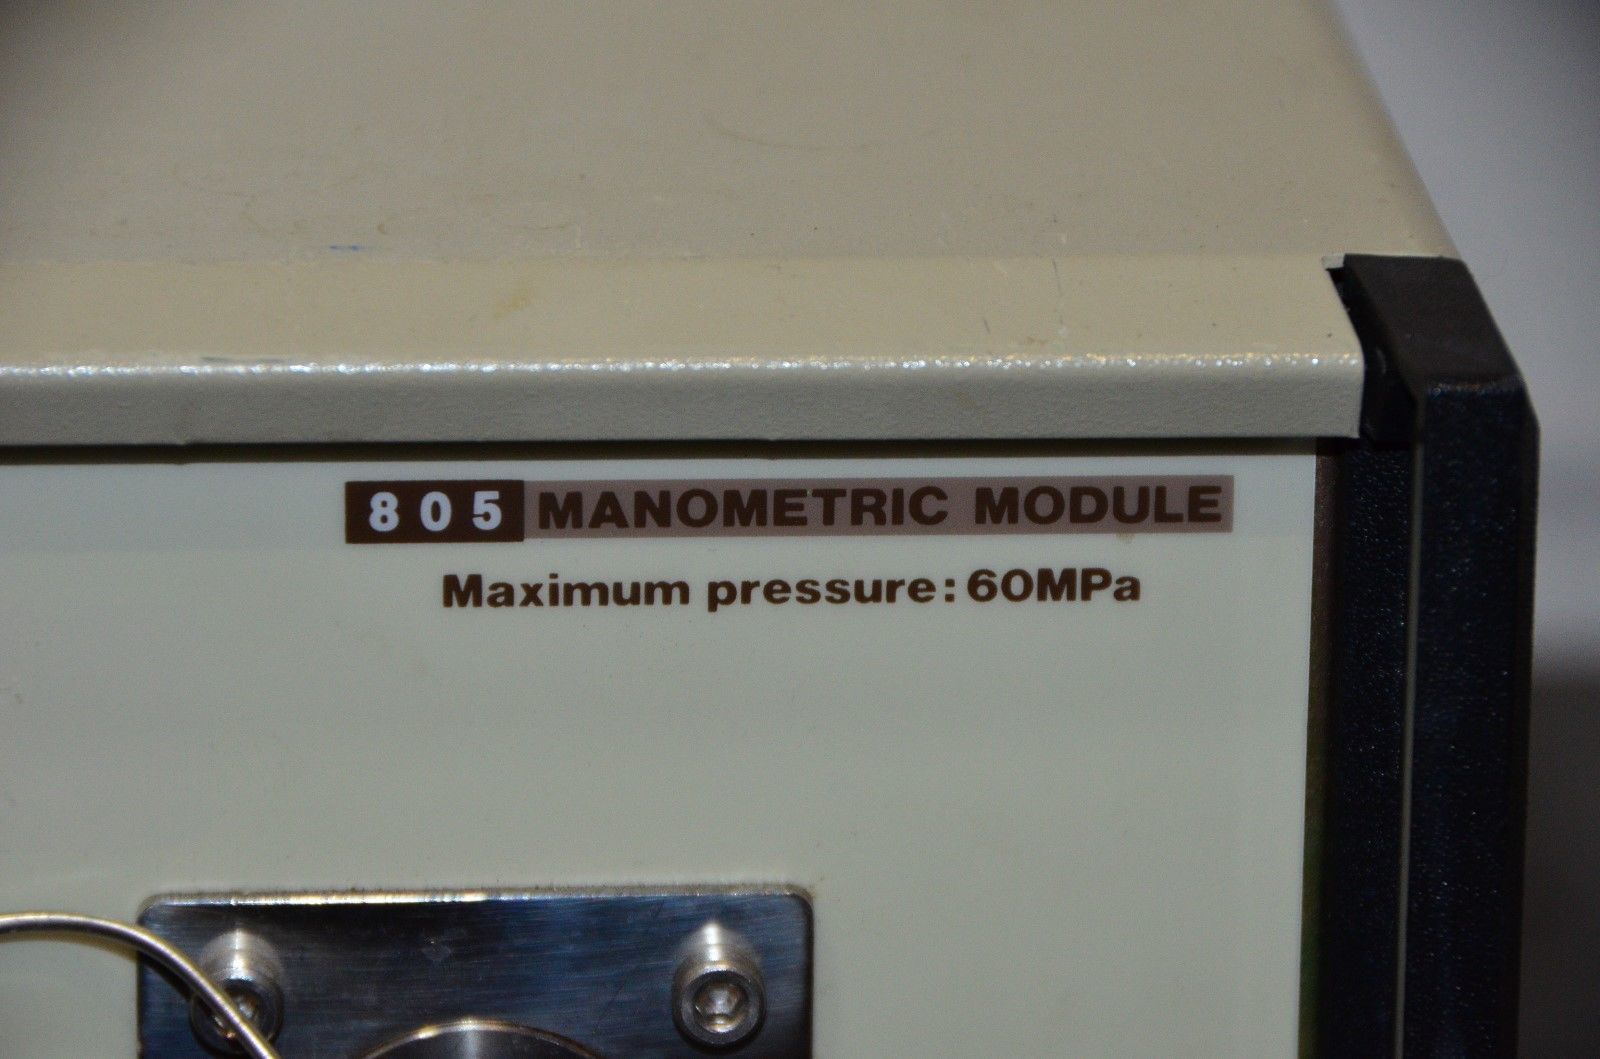 805 MANOMETRIC MODULE
Maximum pressure: 60MPa